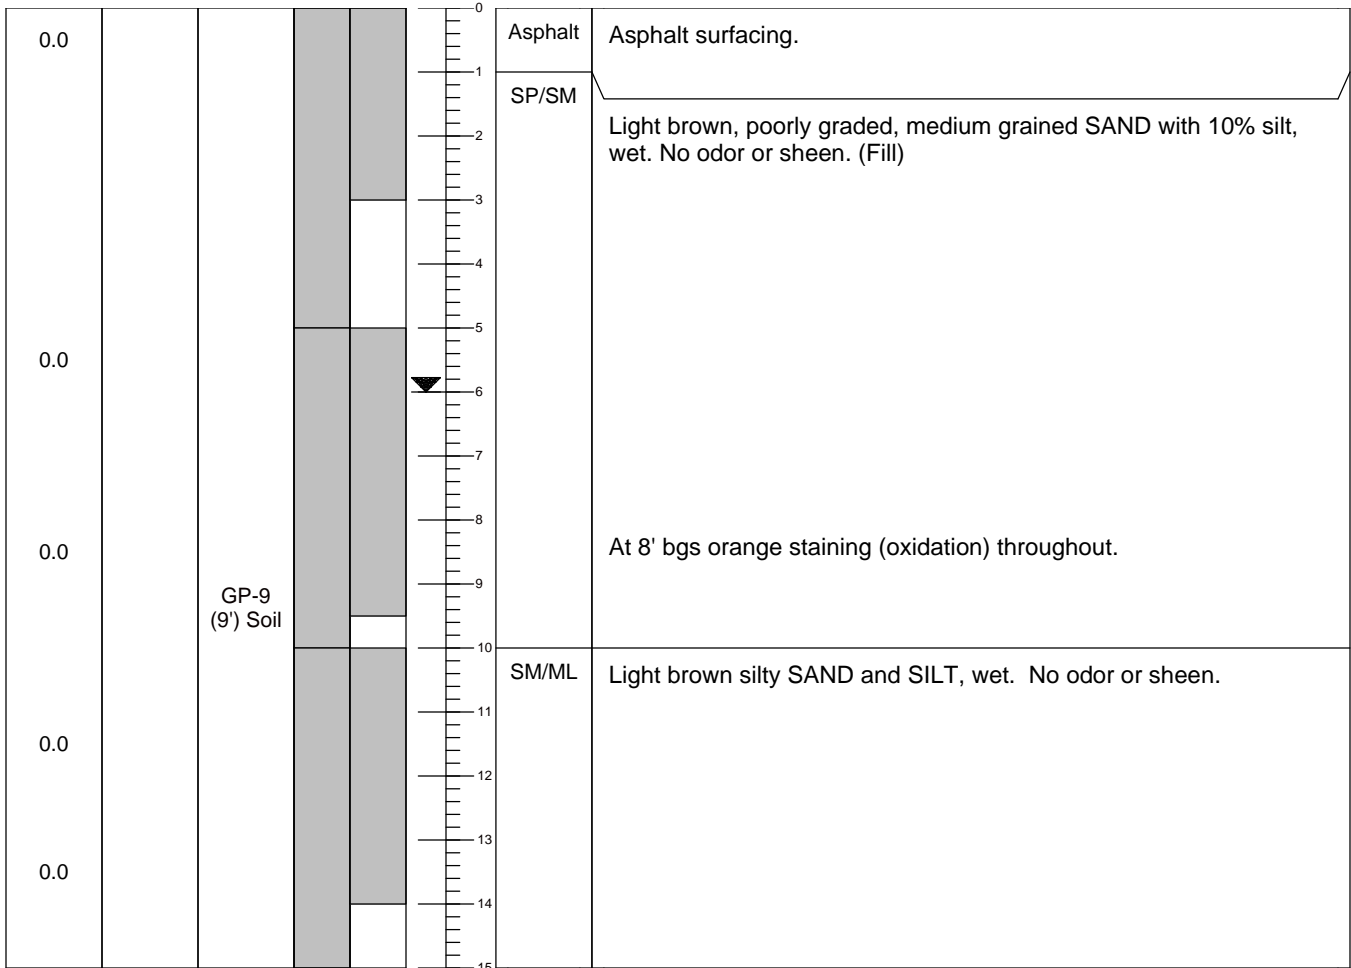 0
0.0
Asphalt
Asphalt surfacing.
1
SP/SM
Light brown, poorly graded, medium grained SAND with 10% silt,
wet. No odor or sheen. (Fill)
2
3
4
5
0.0
6
7
8
0.0
At 8' bgs orange staining (oxidation) throughout.
9
GP-9
(9') Soil
10
SM/ML
Light brown silty SAND and SILT, wet. No odor or sheen.
11
0.0
12
13
0.0
14
15